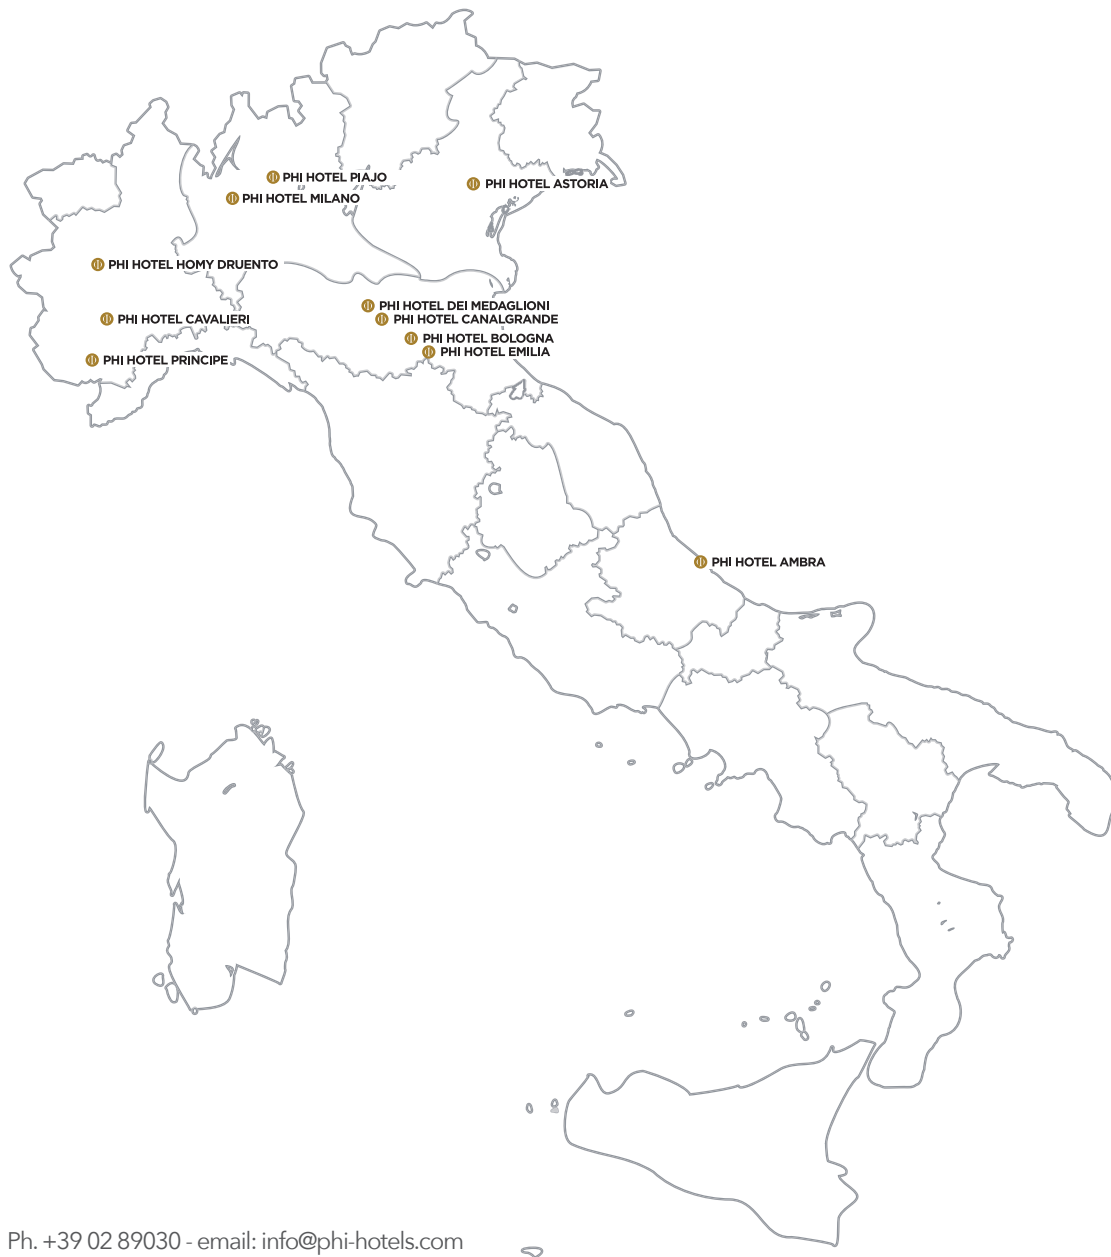 PHI HOTEL PIAJO
PHI HOTEL ASTORIA
PHI HOTEL MILANO
PHI HOTEL HOMY DRUENTO
PHI HOTEL DEI MEDAGLIONI
PHI HOTEL CAVALIERI
PHI HOTEL CANALGRANDE
PHI HOTEL BOLOGNA
PHI HOTEL EMILIA
PHI HOTEL PRINCIPE
PHI HOTEL AMBRA
Ph. +39 02 89030 - email: info@phi-hotels.com